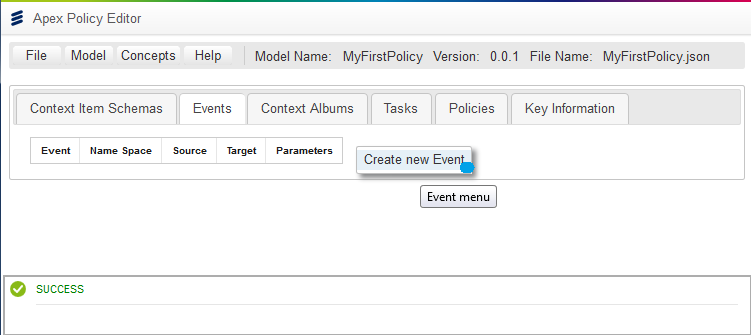 Apex Policy Editor
File Model Concepts Help Model Name: MyFirstPolicy Version: 0.0.1 File Name: MyFirstPolicy.json
Context Item Schemas Events Context Albums Tasks Policies Key Information
Event Name Space Source Target Parameters
Create new Event
Event menu
SUCCESS